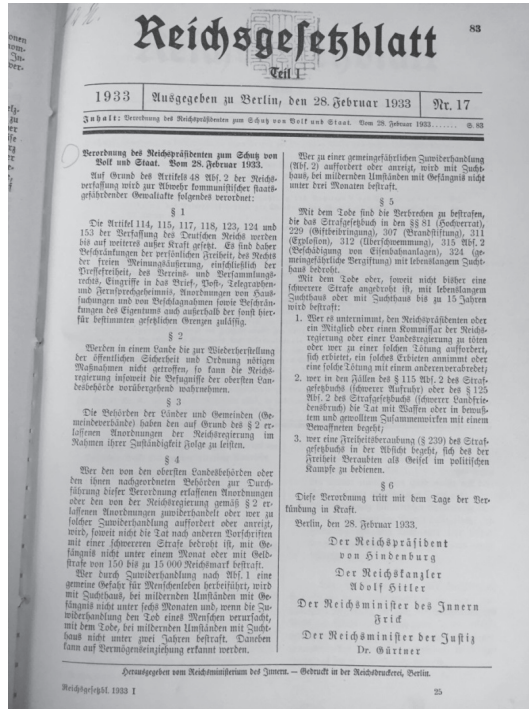 83
Reichsgesetzblatt
Teil I
1933 Ausgegeben zu Berlin, den 28. Februar 1933 Nr. 17
Inhalt: Verordnung des Reichspräsidenten zum Schutz von Volk und Staat. Vom 28. Februar 1933 ....... S. 83
Verordnung des Reichspräsidenten zum Schutz von
Volk und Staat. Vom 28. Februar 1933.
Auf Grund des Artikels 48 Abs. 2 der Reichs-
verfassung wird zur Abwehr kommunistischer staats-
gefährdender Gewaltakte folgendes verordnet:
§ 1
Die Artikel 114, 115, 117, 118, 123, 124 und
153 der Verfassung des Deutschen Reichs werden
bis auf weiteres außer Kraft gesetzt. Es sind daher
Beschränkungen der persönlichen Freiheit, des Rechts
der freien Meinungsäußerung, einschließlich der
Pressefreiheit, des Vereins- und Versammlungs-
rechts, Eingriffe in das Brief-, Post-, Telegraphen-
und Fernsprechgeheimnis, Anordnungen von Haus-
suchungen und von Beschlagnahmen sowie Beschrän-
kungen des Eigentums auch außerhalb der sonst hier-
für bestimmten gesetzlichen Grenzen zulässig.
§ 2
Werden in einem Lande die zur Wiederherstellung
der öffentlichen Sicherheit und Ordnung nötigen
Maßnahmen nicht getroffen, so kann die Reichs-
regierung insoweit die Befugnisse der obersten Lan-
desbehörde vorübergehend wahrnehmen.
§ 3
Die Behörden der Länder und Gemeinden (Ge-
meindeverbände) haben den auf Grund des § 2 er-
lassenen Anordnungen der Reichsregierung im
Rahmen ihrer Zuständigkeit Folge zu leisten.
§ 4
Wer den von den obersten Landesbehörden oder
den ihnen nachgeordneten Behörden zur Durch-
führung dieser Verordnung erlassenen Anordnungen
oder den von der Reichsregierung gemäß § 2 er-
lassenen Anordnungen zuwiderhandelt oder wer zu
solcher Zuwiderhandlung auffordert oder anreizt,
wird, soweit nicht die Tat nach anderen Vorschriften
mit einer schwereren Strafe bedroht ist, mit Ge-
fängnis nicht unter einem Monat oder mit Geld-
strafe von 150 bis zu 15 000 Reichsmark bestraft.
Wer durch Zuwiderhandlung nach Abs. 1 eine
gemeine Gefahr für Menschenleben herbeiführt, wird
mit Zuchthaus, bei mildernden Umständen mit Ge-
fängnis nicht unter sechs Monaten und, wenn die Zu-
widerhandlung den Tod eines Menschen verursacht,
mit dem Tode, bei mildernden Umständen mit Zucht-
haus nicht unter zwei Jahren bestraft. Daneben
kann auf Vermögenseinziehung erkannt werden.
Wer zu einer gemeingefährlichen Zuwiderhandlung
(Abs. 2) auffordert oder anreizt, wird mit Zucht-
haus, bei mildernden Umständen mit Gefängnis nicht
unter drei Monaten bestraft.
§ 5
Mit dem Tode sind die Verbrechen zu bestrafen,
die das Strafgesetzbuch in den §§ 81 (Hochverrat),
229 (Giftbeibringung), 307 (Brandstiftung), 311
(Explosion), 312 (Überschwemmung), 315 Abs. 2
(Beschädigung von Eisenbahnanlagen), 324 (ge-
meingefährliche Vergiftung) mit lebenslangem Zucht-
haus bedroht.
Mit dem Tode oder, soweit nicht bisher eine
schwerere Strafe angedroht ist, mit lebenslangem
Zuchthaus oder mit Zuchthaus bis zu 15 Jahren
wird bestraft:
1. Wer es unternimmt, den Reichspräsidenten oder
ein Mitglied oder einen Kommissar der Reichs-
regierung oder einer Landesregierung zu töten
oder wer zu einer solchen Tötung auffordert,
sich erbietet, ein solches Erbieten annimmt oder
eine solche Tötung mit einem anderen verabredet;
2. wer in den Fällen des § 115 Abs. 2 des Straf-
gesetzbuchs (schwerer Aufruhr) oder des § 125
Abs. 2 des Strafgesetzbuchs (schwerer Landfrie-
densbruch) die Tat mit Waffen oder in bewuß-
tem und gewolltem Zusammenwirken mit einem
Bewaffneten begeht;
3. wer eine Freiheitsberaubung (§ 239) des Straf-
gesetzbuchs in der Absicht begeht, sich des der
Freiheit Beraubten als Geisel im politischen
Kampfe zu bedienen.
§ 6
Diese Verordnung tritt mit dem Tage der Ver-
kündung in Kraft.
Berlin, den 28. Februar 1933.
Der Reichspräsident
von Hindenburg
Der Reichskanzler
Adolf Hitler
Der Reichsminister des Innern
Frick
Der Reichsminister der Justiz
Dr. Gürtner
Herausgegeben vom Reichsministerium des Innern. — Gedruckt in der Reichsdruckerei, Berlin.
Reichsgesetzbl. 1933 I 25